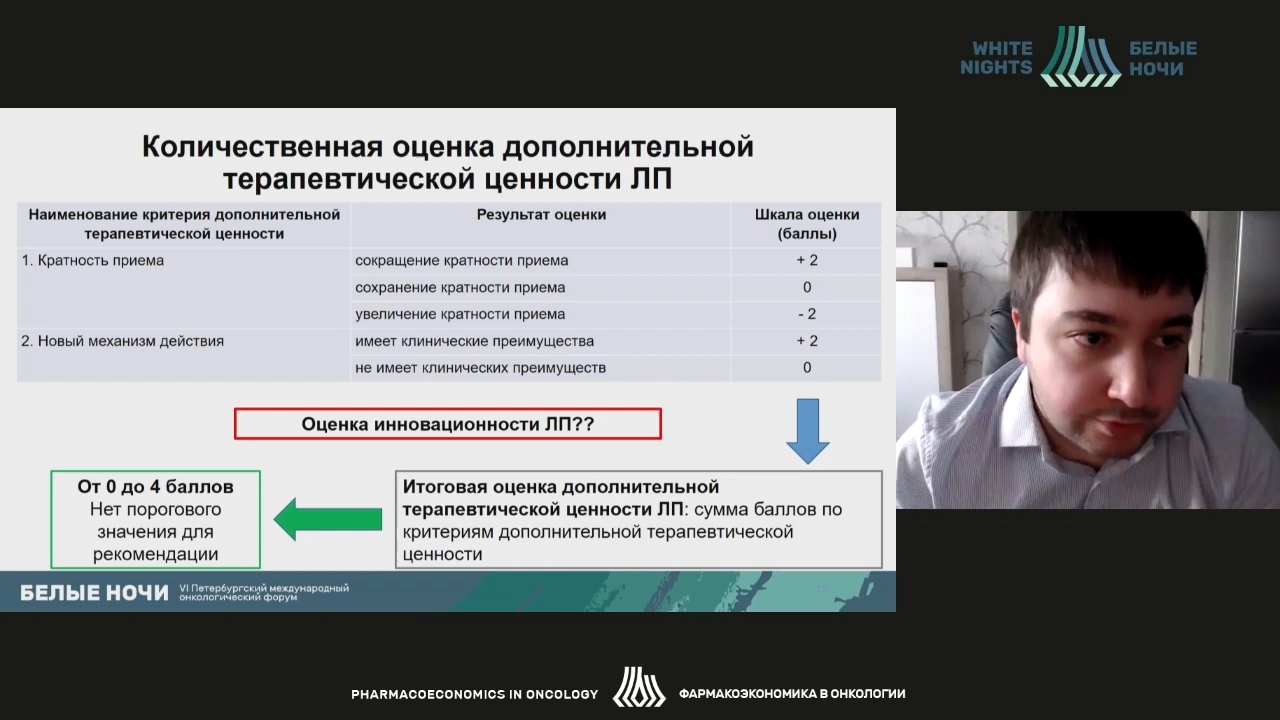 WHITE
NIGHTS
БЕЛЫЕ
НОЧИ
Количественная оценка дополнительной
терапевтической ценности ЛП
Наименование критерия дополнительной
терапевтической ценности
Результат оценки
Шкала оценки
(баллы)
1. Кратность приема
сокращение кратности приема
+ 2
сохранение кратности приема
0
увеличение кратности приема
- 2
2. Новый механизм действия
имеет клинические преимущества
+ 2
не имеет клинических преимуществ
0
Оценка инновационности ЛП??
От 0 до 4 баллов
Нет порогового
значения для
рекомендации
Итоговая оценка дополнительной
терапевтической ценности ЛП: сумма баллов по
критериям дополнительной терапевтической
ценности
БЕЛЫЕ НОЧИ
VI Петербургский международный
онкологический форум
PHARMACOECONOMICS IN ONCOLOGY
ФАРМАКОЭКОНОМИКА В ОНКОЛОГИИ